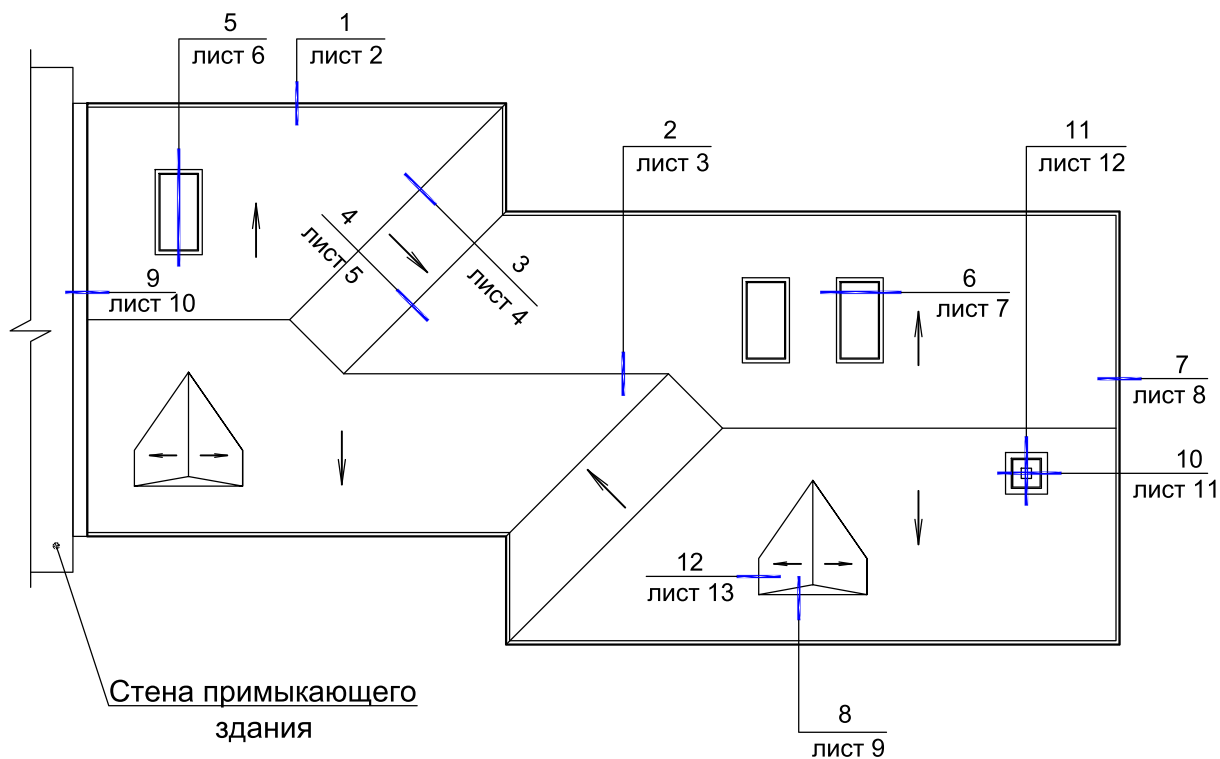 5
лист 6
1
лист 2
2
лист 3
11
лист 12
4
лист 5
3
лист 4
9
лист 10
6
лист 7
7
лист 8
10
лист 11
12
лист 13
Стена примыкающего
здания
8
лист 9